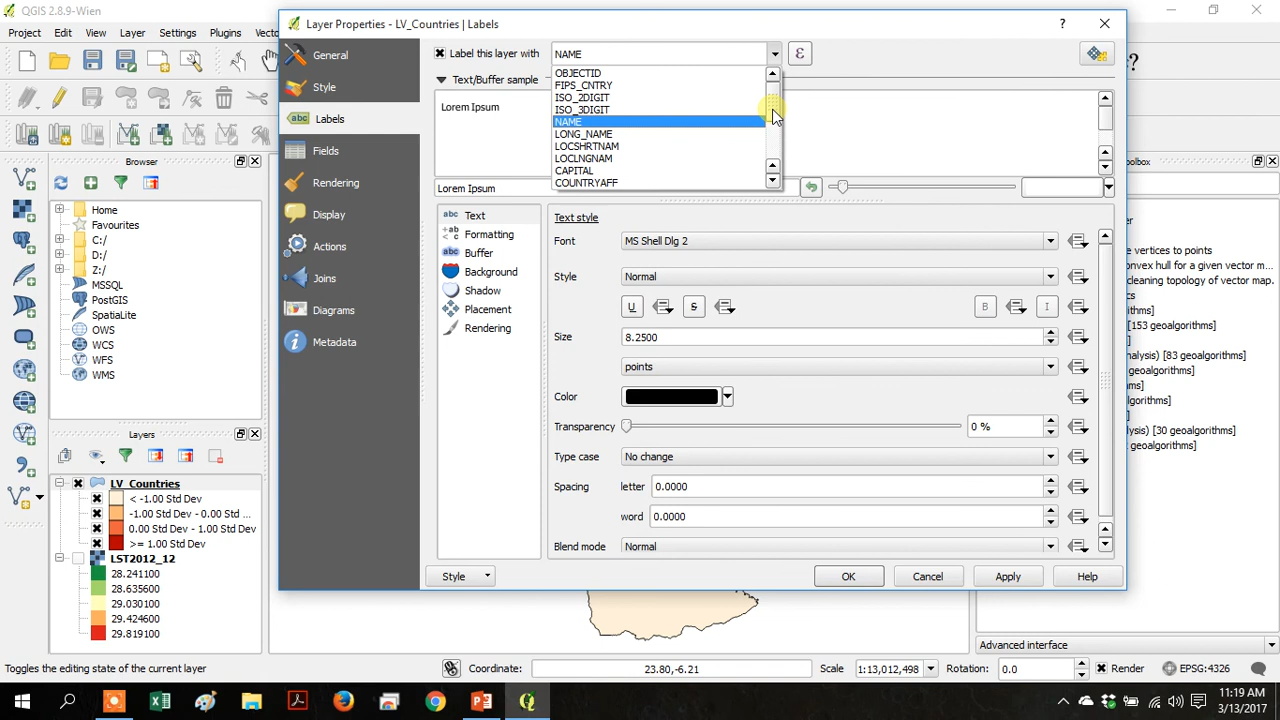 QGIS 2.8.9-Wien
Project Edit View Layer Settings Plugins Vect
Layer Properties - LV_Countries | Labels
General
Style
Labels
Fields
Rendering
Display
Actions
Joins
Diagrams
Metadata
Label this layer with NAME
Text/Buffer sample
Lorem Ipsum
OBJECTID
FIPS_CNTRY
ISO_2DIGIT
ISO_3DIGIT
NAME
LONG_NAME
LOCSHRTNAM
LOCLNGNAM
CAPITAL
COUNTRYAFF
Lorem Ipsum
Text
Formatting
Buffer
Background
Shadow
Placement
Rendering
Text style
Font MS Shell Dlg 2
Style Normal
U S B I
Size 8.2500
points
Color
Transparency 0 %
Type case No change
Spacing letter 0.0000
word 0.0000
Blend mode Normal
Style OK Cancel Apply Help
Browser
Home
Favourites
C:/
D:/
Z:/
MSSQL
PostGIS
SpatiaLite
OWS
WCS
WFS
WMS
Layers
LV_Countries
< -1.00 Std Dev
-1.00 Std Dev - 0.00 Std ...
0.00 Std Dev - 1.00 Std Dev
>= 1.00 Std Dev
LST2012_12
28.241100
28.635600
29.030100
29.424600
29.819100
e vertices to points
onvex hull for a given vector m...
cleaning topology of vector map.
cs
rithms]
[153 geoalgorithms]
alysis) [83 geoalgorithms]
goalgorithms]
ms]
ysis) [30 geoalgorithms]
Advanced interface
Toggles the editing state of the current layer
Coordinate: 23.80,-6.21 Scale 1:13,012,498 Rotation: 0.0 Render EPSG:4326
11:19 AM
3/13/2017